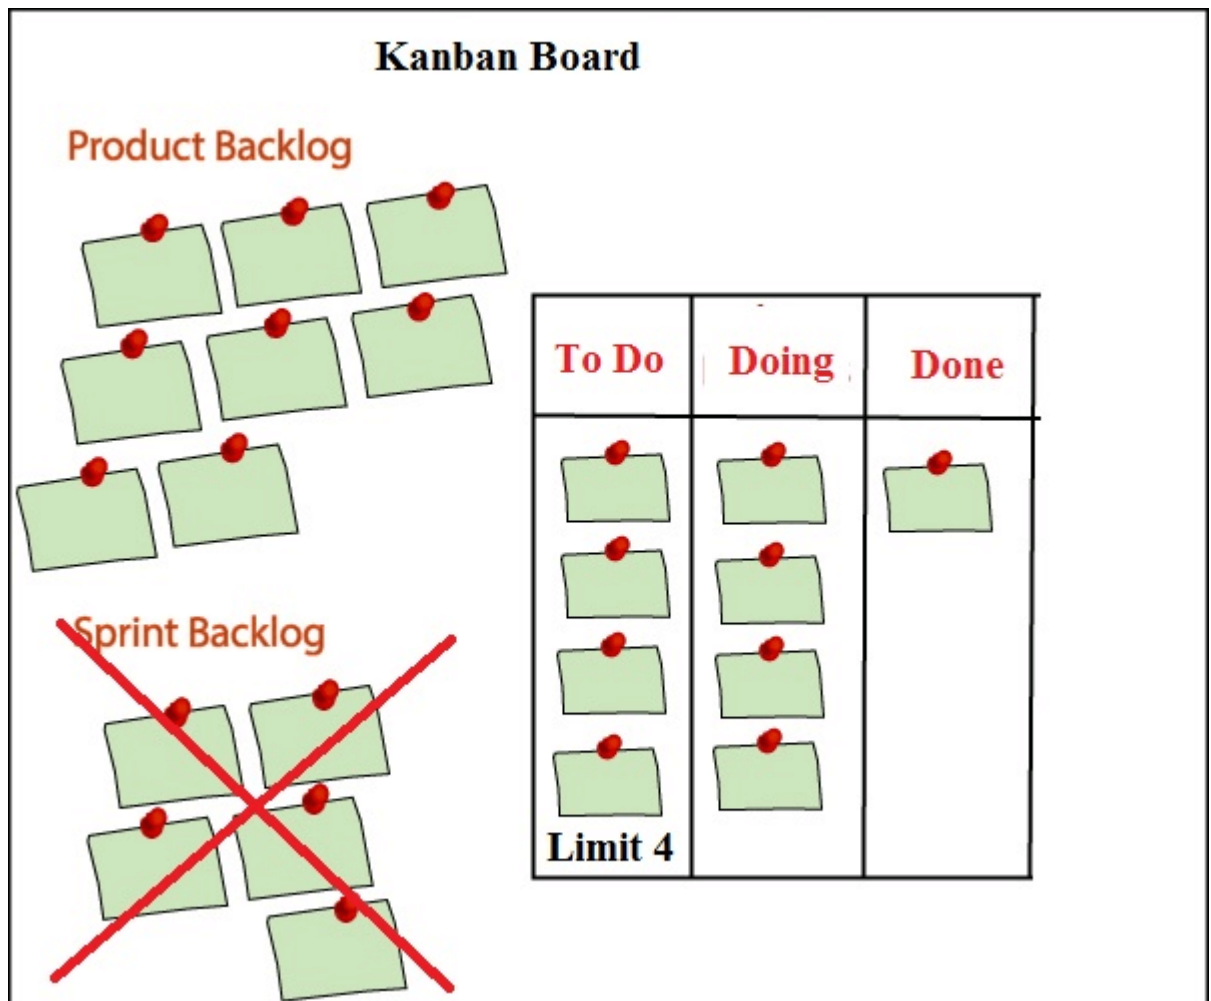 Kanban Board
Product Backlog
To Do
Doing
Done
Sprint Backlog
Limit 4